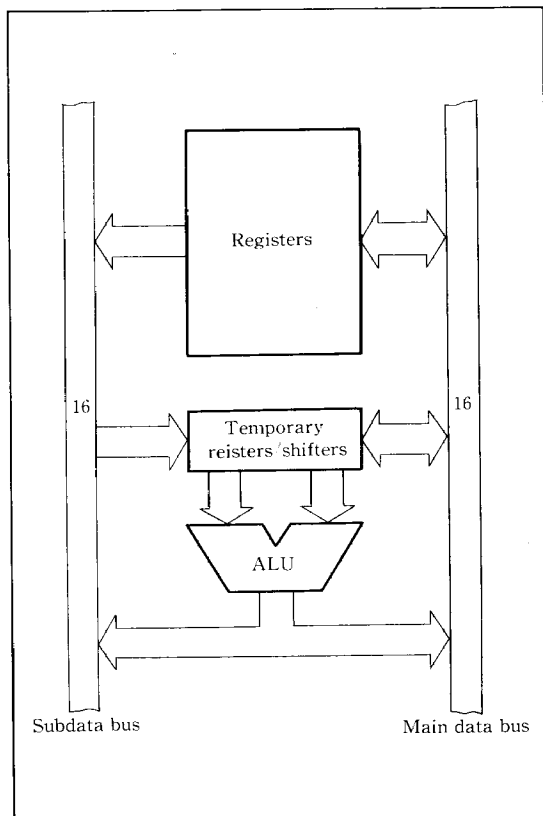 Registers
16
16
Temporary
reisters/shifters
ALU
Subdata bus
Main data bus